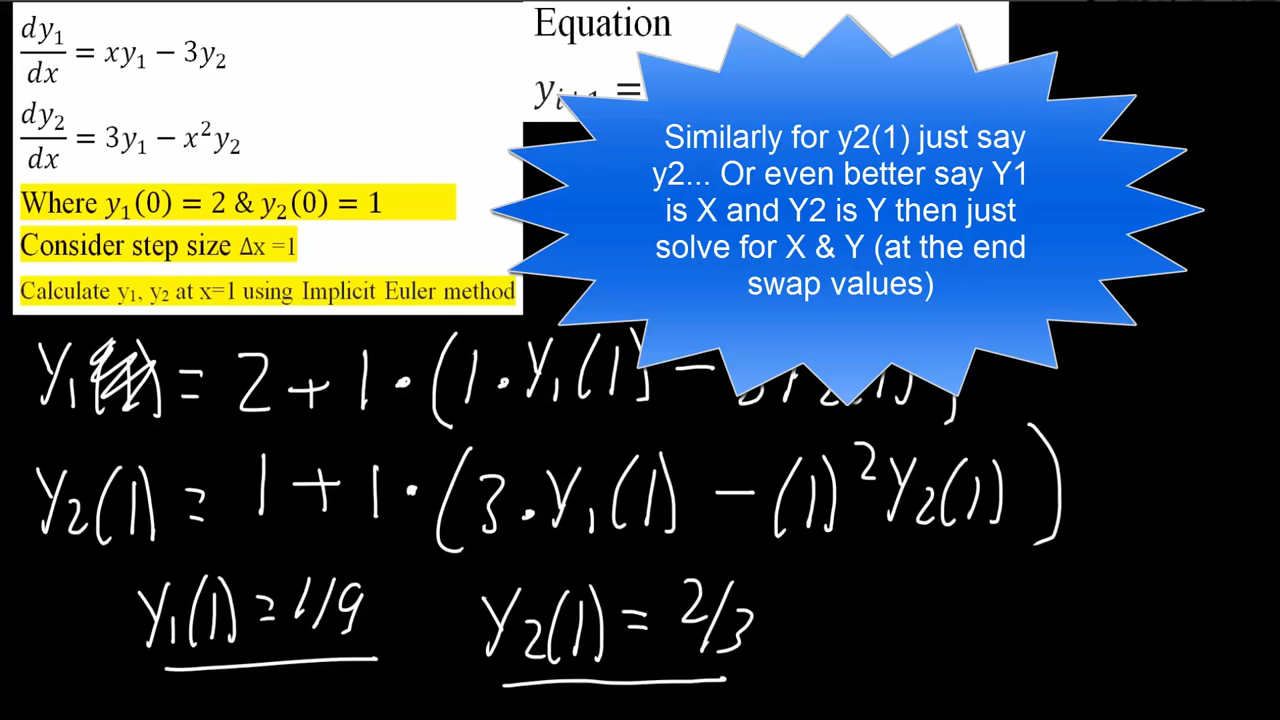 dy₁/dx = xy₁ − 3y₂
dy₂/dx = 3y₁ − x²y₂
Where y₁(0) = 2 & y₂(0) = 1
Consider step size Δx =1
Calculate y₁, y₂ at x=1 using Implicit Euler method
Equation
yᵢ₊₁ =
Similarly for y2(1) just say
y2... Or even better say Y1
is X and Y2 is Y then just
solve for X & Y (at the end
swap values)
Y₁ = 2 + 1 · (1 · Y₁(1) −
Y₂(1) = 1 + 1 · (3 · Y₁(1) − (1)² Y₂(1))
Y₁(1) = 1/9
Y₂(1) = 2/3